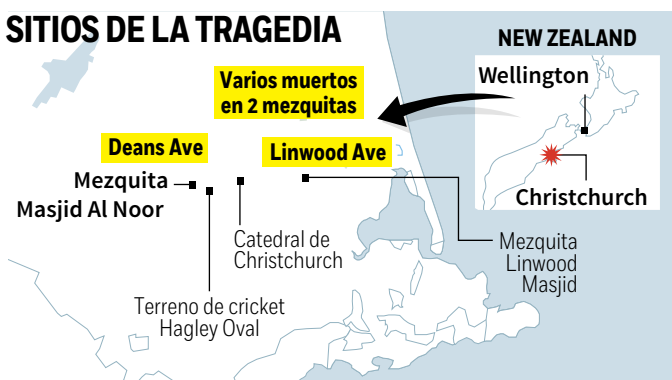 SITIOS DE LA TRAGEDIA
NEW ZEALAND
Wellington
Christchurch
Varios muertos
en 2 mezquitas
Deans Ave
Linwood Ave
Mezquita
Masjid Al Noor
Catedral de
Christchurch
Mezquita
Linwood
Masjid
Terreno de cricket
Hagley Oval